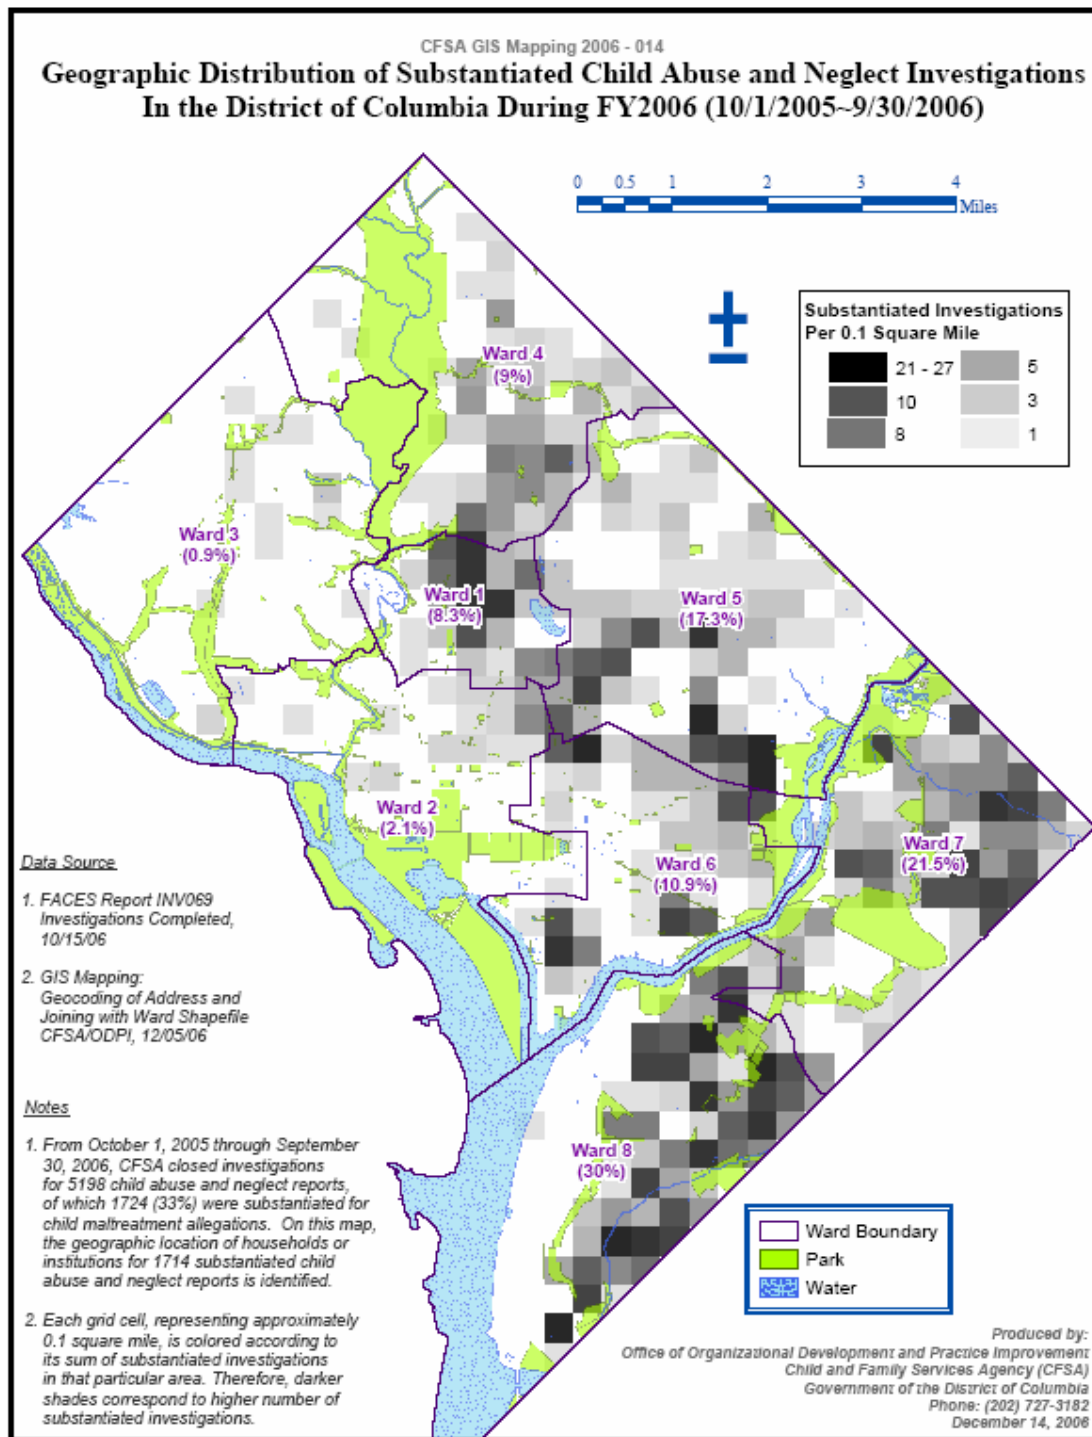 CFSA GIS Mapping 2006 - 014
Geographic Distribution of Substantiated Child Abuse and Neglect Investigations
In the District of Columbia During FY2006 (10/1/2005~9/30/2006)
0 0.5 1 2 3 4
Miles
Substantiated Investigations
Per 0.1 Square Mile
21 - 27 5
10 3
8 1
Ward 4
(9%)
Ward 3
(0.9%)
Ward 1
(8.3%)
Ward 5
(17.3%)
Ward 2
(2.1%)
Ward 6
(10.9%)
Ward 7
(21.5%)
Ward 8
(30%)
Data Source
1. FACES Report INV069
Investigations Completed,
10/15/06
2. GIS Mapping:
Geocoding of Address and
Joining with Ward Shapefile
CFSA/ODPI, 12/05/06
Notes
1. From October 1, 2005 through September
30, 2006, CFSA closed investigations
for 5198 child abuse and neglect reports,
of which 1724 (33%) were substantiated for
child maltreatment allegations. On this map,
the geographic location of households or
institutions for 1714 substantiated child
abuse and neglect reports is identified.
2. Each grid cell, representing approximately
0.1 square mile, is colored according to
its sum of substantiated investigations
in that particular area. Therefore, darker
shades correspond to higher number of
substantiated investigations.
Ward Boundary
Park
Water
Produced by:
Office of Organizational Development and Practice Improvement
Child and Family Services Agency (CFSA)
Government of the District of Columbia
Phone: (202) 727-3182
December 14, 2006